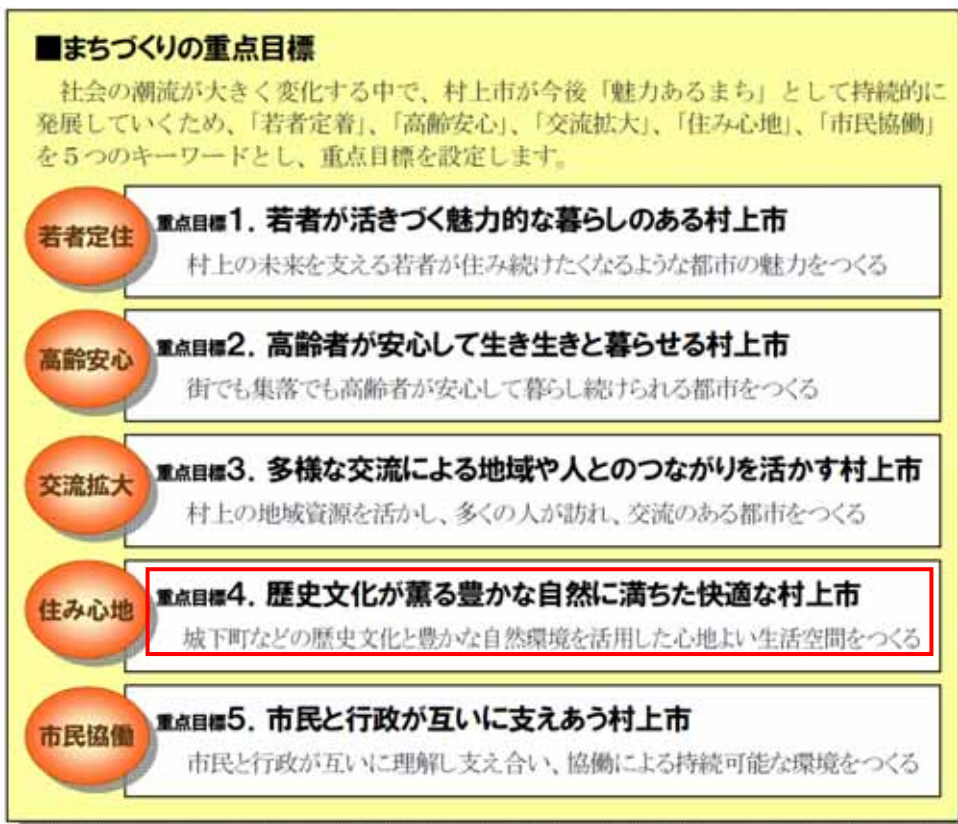 ■まちづくりの重点目標
社会の潮流が大きく変化する中で、村上市が今後「魅力あるまち」として持続的に
発展していくため、「若者定着」、「高齢安心」、「交流拡大」、「住み心地」、「市民協働」
を5つのキーワードとし、重点目標を設定します。
若者定住
重点目標1. 若者が活きづく魅力的な暮らしのある村上市
村上の未来を支える若者が住み続けたくなるような都市の魅力をつくる
高齢安心
重点目標2. 高齢者が安心して生き生きと暮らせる村上市
街でも集落でも高齢者が安心して暮らし続けられる都市をつくる
交流拡大
重点目標3. 多様な交流による地域や人とのつながりを活かす村上市
村上の地域資源を活かし、多くの人が訪れ、交流のある都市をつくる
住み心地
重点目標4. 歴史文化が薫る豊かな自然に満ちた快適な村上市
城下町などの歴史文化と豊かな自然環境を活用した心地よい生活空間をつくる
市民協働
重点目標5. 市民と行政が互いに支えあう村上市
市民と行政が互いに理解し支え合い、協働による持続可能な環境をつくる